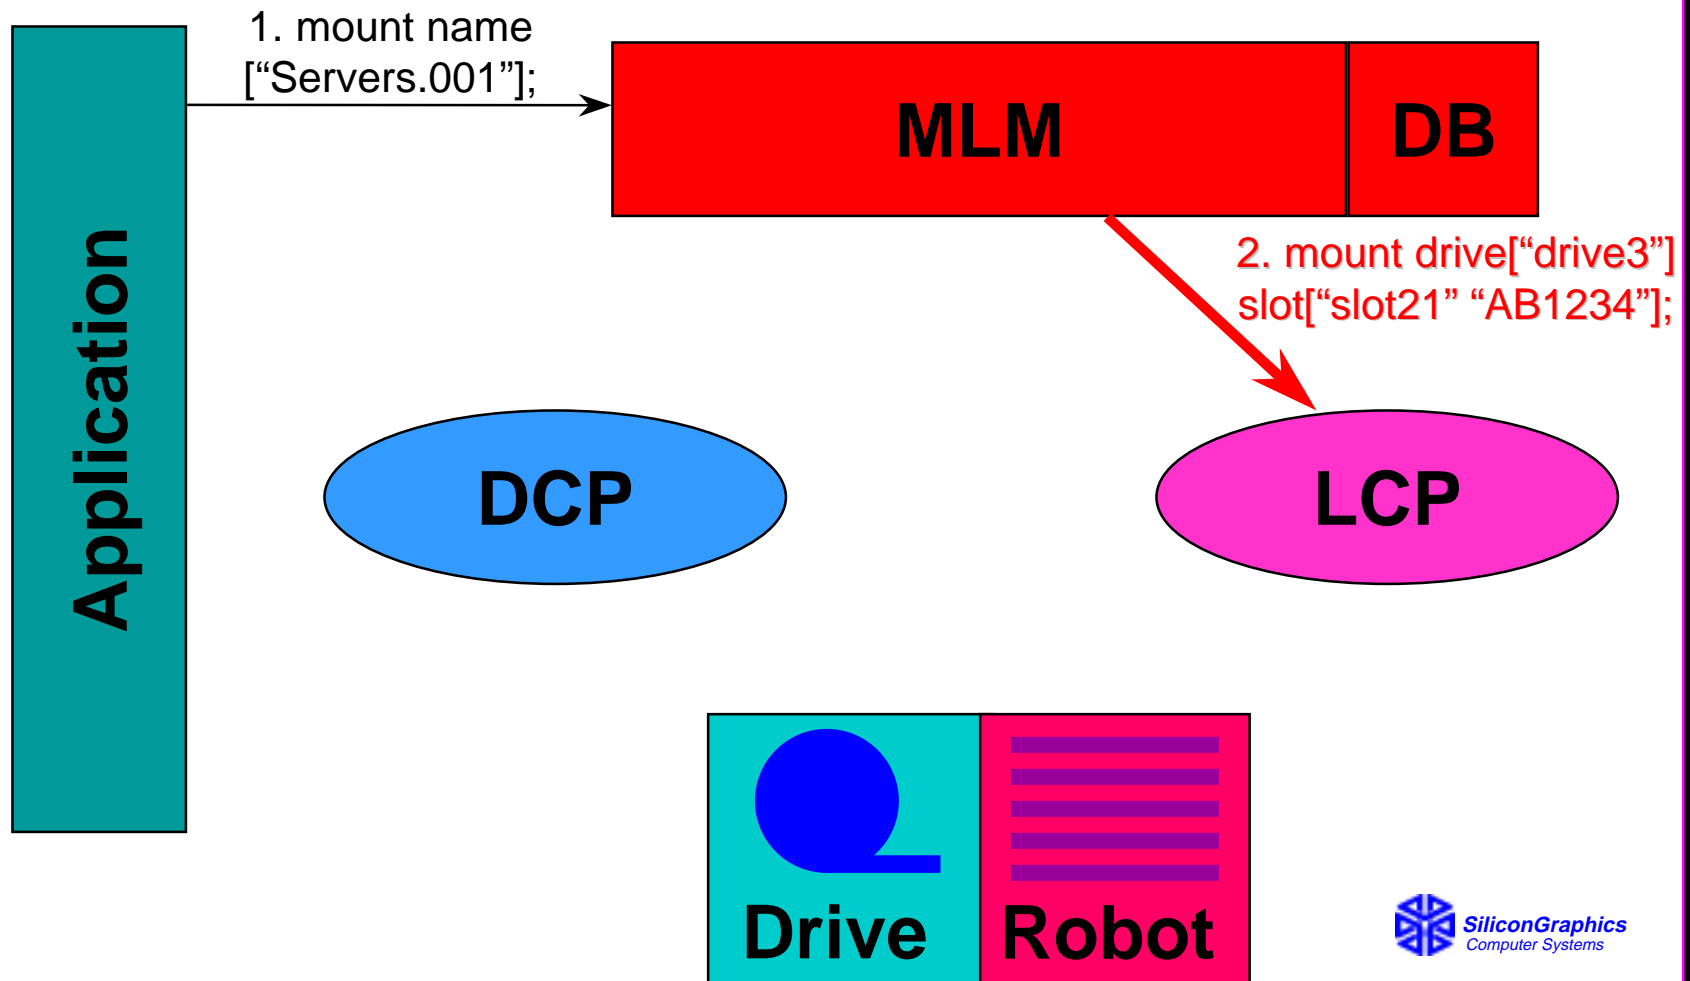 1. mount name
[“Servers.001”];
MLM
DB
Application
2. mount drive[“drive3”]
slot[“slot21” “AB1234”];
DCP
LCP
Drive
Robot
SiliconGraphics
Computer Systems